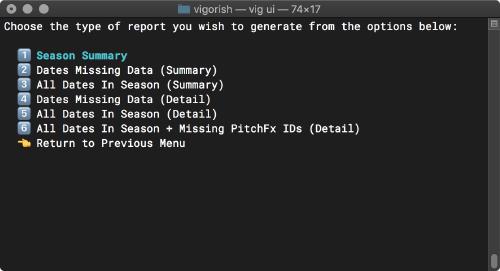 vigorish — vig ui — 74×17
Choose the type of report you wish to generate from the options below:
1 Season Summary
2 Dates Missing Data (Summary)
3 All Dates In Season (Summary)
4 Dates Missing Data (Detail)
5 All Dates In Season (Detail)
6 All Dates In Season + Missing PitchFx IDs (Detail)
Return to Previous Menu